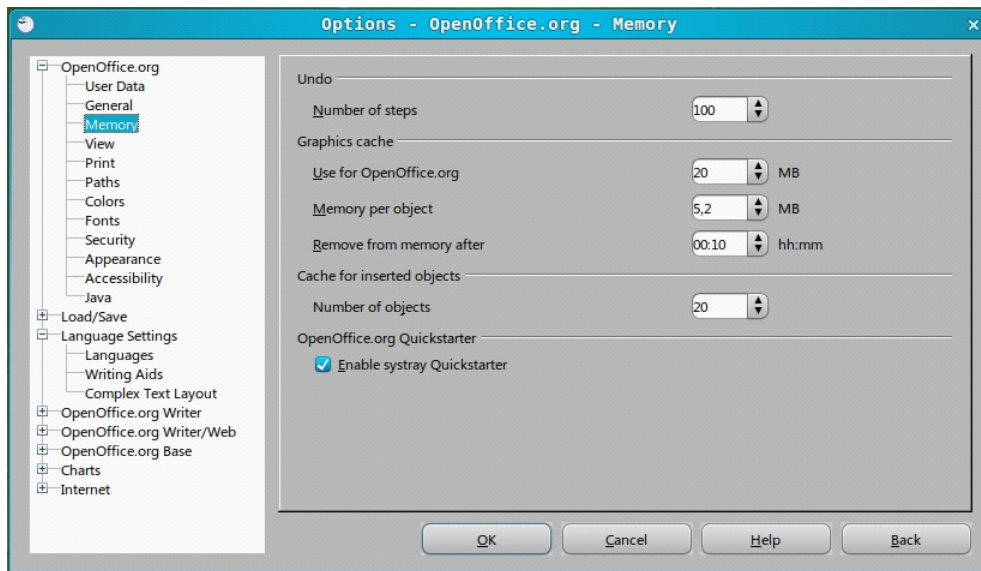 Options - OpenOffice.org - Memory
OpenOffice.org
User Data
General
Memory
View
Print
Paths
Colors
Fonts
Security
Appearance
Accessibility
Java
Load/Save
Language Settings
Languages
Writing Aids
Complex Text Layout
OpenOffice.org Writer
OpenOffice.org Writer/Web
OpenOffice.org Base
Charts
Internet
Undo
Number of steps 100
Graphics cache
Use for OpenOffice.org 20 MB
Memory per object 5,2 MB
Remove from memory after 00:10 hh:mm
Cache for inserted objects
Number of objects 20
OpenOffice.org Quickstarter
Enable systray Quickstarter
OK Cancel Help Back